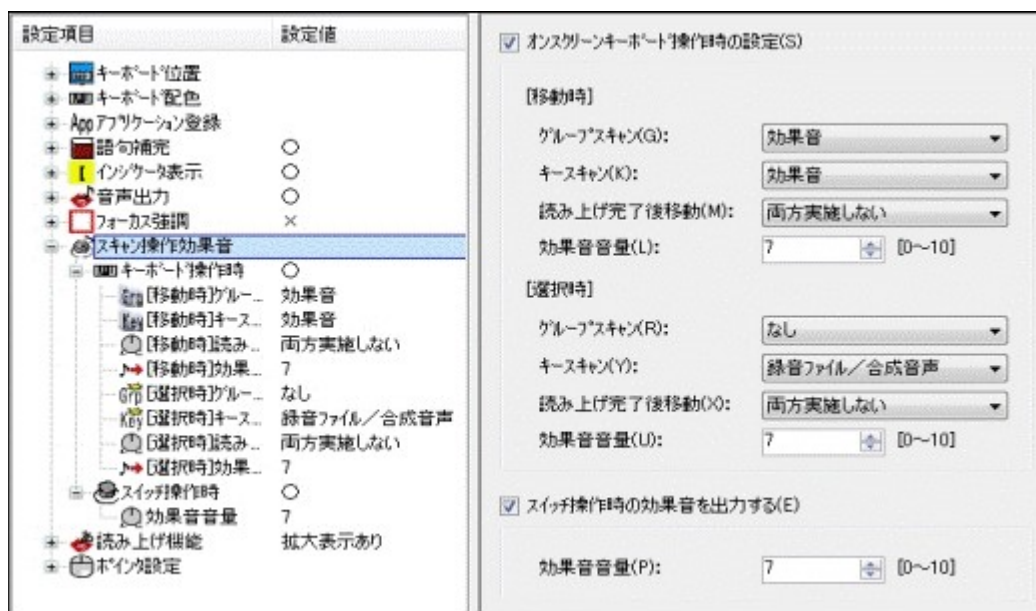 設定項目 設定値
キーボード位置
キーボード配色
App アプリケーション登録
語句補完 ○
インジケータ表示 ○
音声出力 ○
フォーカス強調 ×
スキャン操作効果音
キーボード操作時 ○
Grp [移動時]グルー... 効果音
Key [移動時]キース... 効果音
[移動時]読み... 両方実施しない
[移動時]効果... 7
Grp [選択時]グルー... なし
Key [選択時]キース... 録音ファイル/合成音声
[選択時]読み... 両方実施しない
[選択時]効果... 7
スイッチ操作時 ○
効果音音量 7
読み上げ機能 拡大表示あり
ポインタ設定
オンスクリーンキーボード操作時の設定(S)
[移動時]
グループスキャン(G): 効果音
キースキャン(K): 効果音
読み上げ完了後移動(M): 両方実施しない
効果音音量(L): 7 [0~10]
[選択時]
グループスキャン(R): なし
キースキャン(Y): 録音ファイル/合成音声
読み上げ完了後移動(X): 両方実施しない
効果音音量(U): 7 [0~10]
スイッチ操作時の効果音を出力する(E)
効果音音量(P): 7 [0~10]